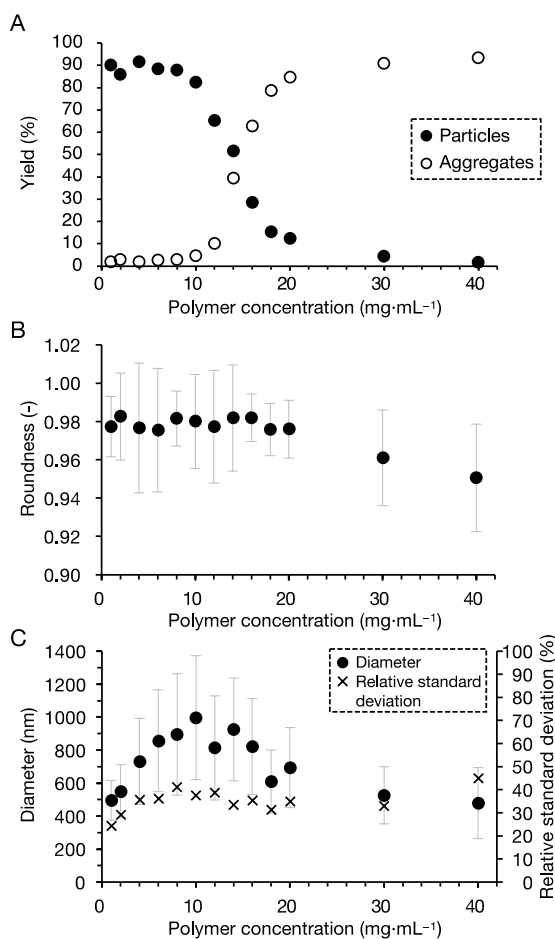 A
100
90
80
70
60
50
40
30
20
10
0
Yield (%)
Particles
Aggregates
0 10 20 30 40
Polymer concentration (mg·mL⁻¹)
B
1.02
1.00
0.98
0.96
0.94
0.92
0.90
Roundness (-)
0 10 20 30 40
Polymer concentration (mg·mL⁻¹)
C
1400
1200
1000
800
600
400
200
0
Diameter (nm)
Diameter
Relative standard
deviation
100
90
80
70
60
50
40
30
20
10
0
Relative standard deviation (%)
0 10 20 30 40
Polymer concentration (mg·mL⁻¹)